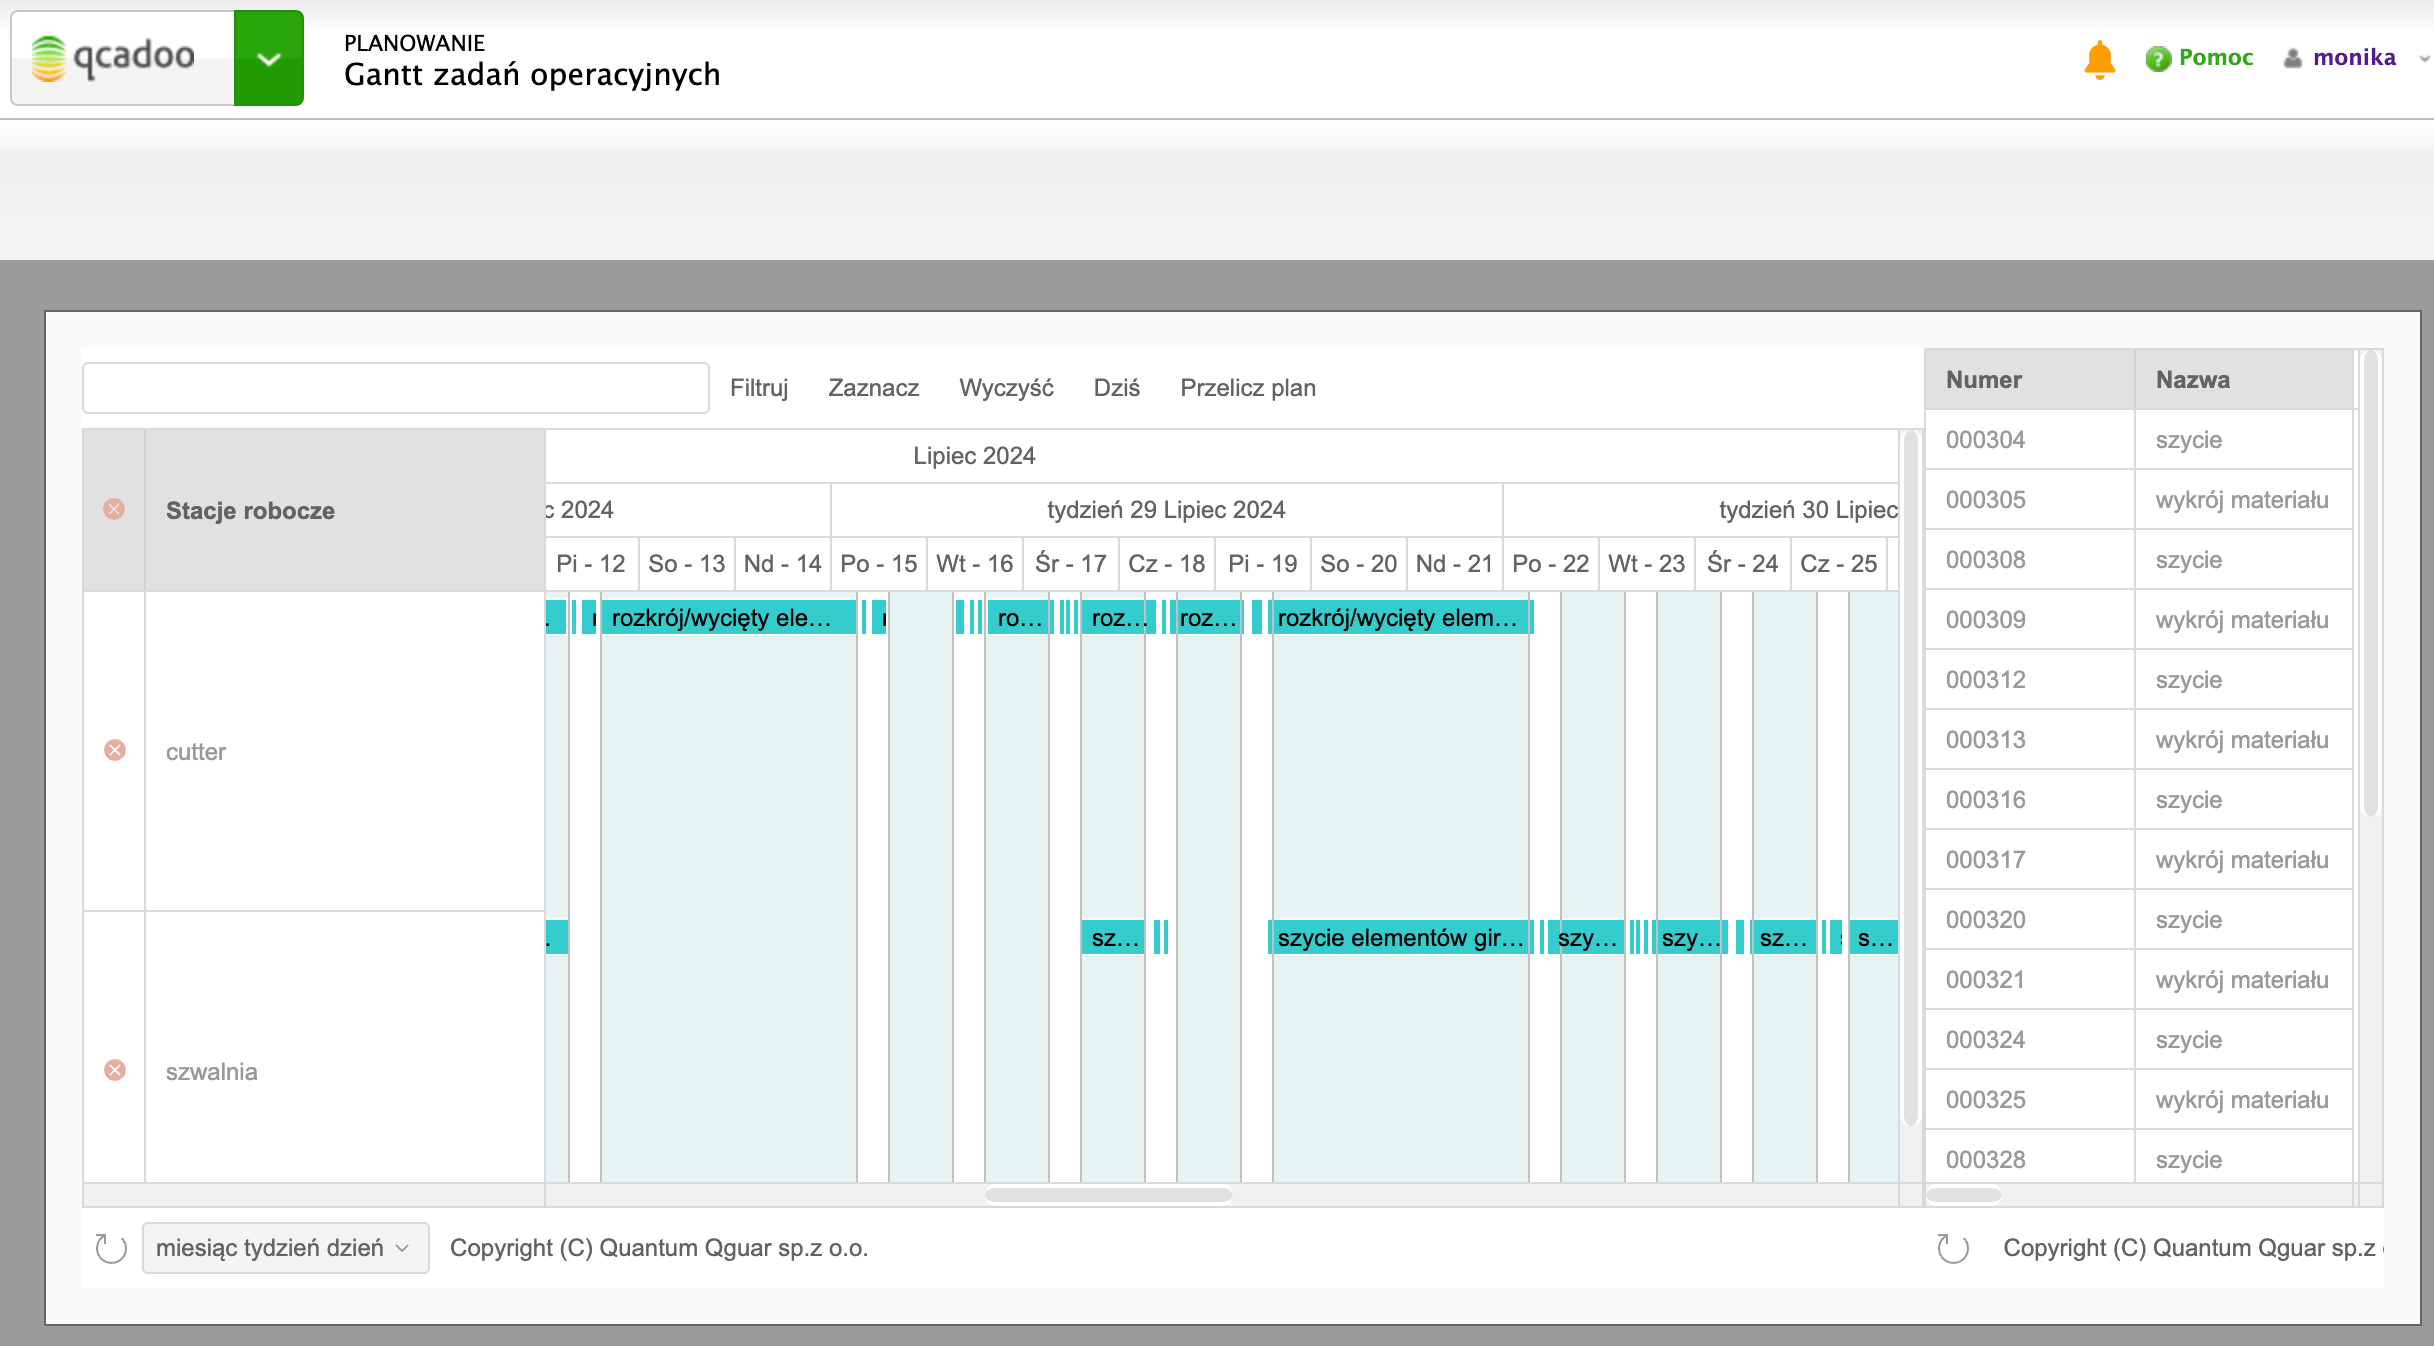 qcadoo
PLANOWANIE
Gantt zadań operacyjnych
Pomoc
monika
Filtruj Zaznacz Wyczyść Dziś Przelicz plan
Stacje robocze
Lipiec 2024
c 2024 tydzień 29 Lipiec 2024 tydzień 30 Lipiec
Pi - 12 So - 13 Nd - 14 Po - 15 Wt - 16 Śr - 17 Cz - 18 Pi - 19 So - 20 Nd - 21 Po - 22 Wt - 23 Śr - 24 Cz - 25
cutter
rozkrój/wycięty ele... ro... roz... roz... rozkrój/wycięty elem...
szwalnia
sz... szycie elementów gir... szy... szy... sz... s...
Numer Nazwa
000304 szycie
000305 wykrój materiału
000308 szycie
000309 wykrój materiału
000312 szycie
000313 wykrój materiału
000316 szycie
000317 wykrój materiału
000320 szycie
000321 wykrój materiału
000324 szycie
000325 wykrój materiału
000328 szycie
miesiąc tydzień dzień
Copyright (C) Quantum Qguar sp.z o.o.
Copyright (C) Quantum Qguar sp.z